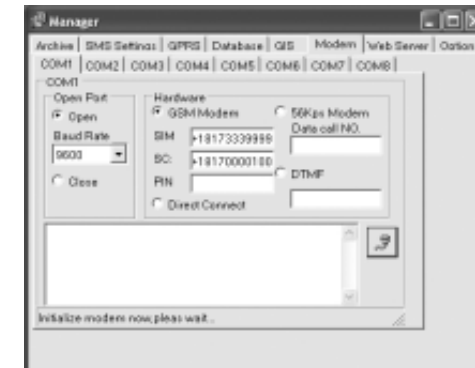 Manager
Archive SMS Settings GPRS Database GIS Modem Web Server Option
COM1 COM2 COM3 COM4 COM5 COM6 COM7 COM8
COM1
Open Port
Open
Baud Rate
9600
Close
Hardware
GSM Modem
SIM +18173339999
SC: +18170000100
PIN
Direct Connect
56Kps Modem
Data call NO.
DTMF
Initialize modem now,pleas wait...